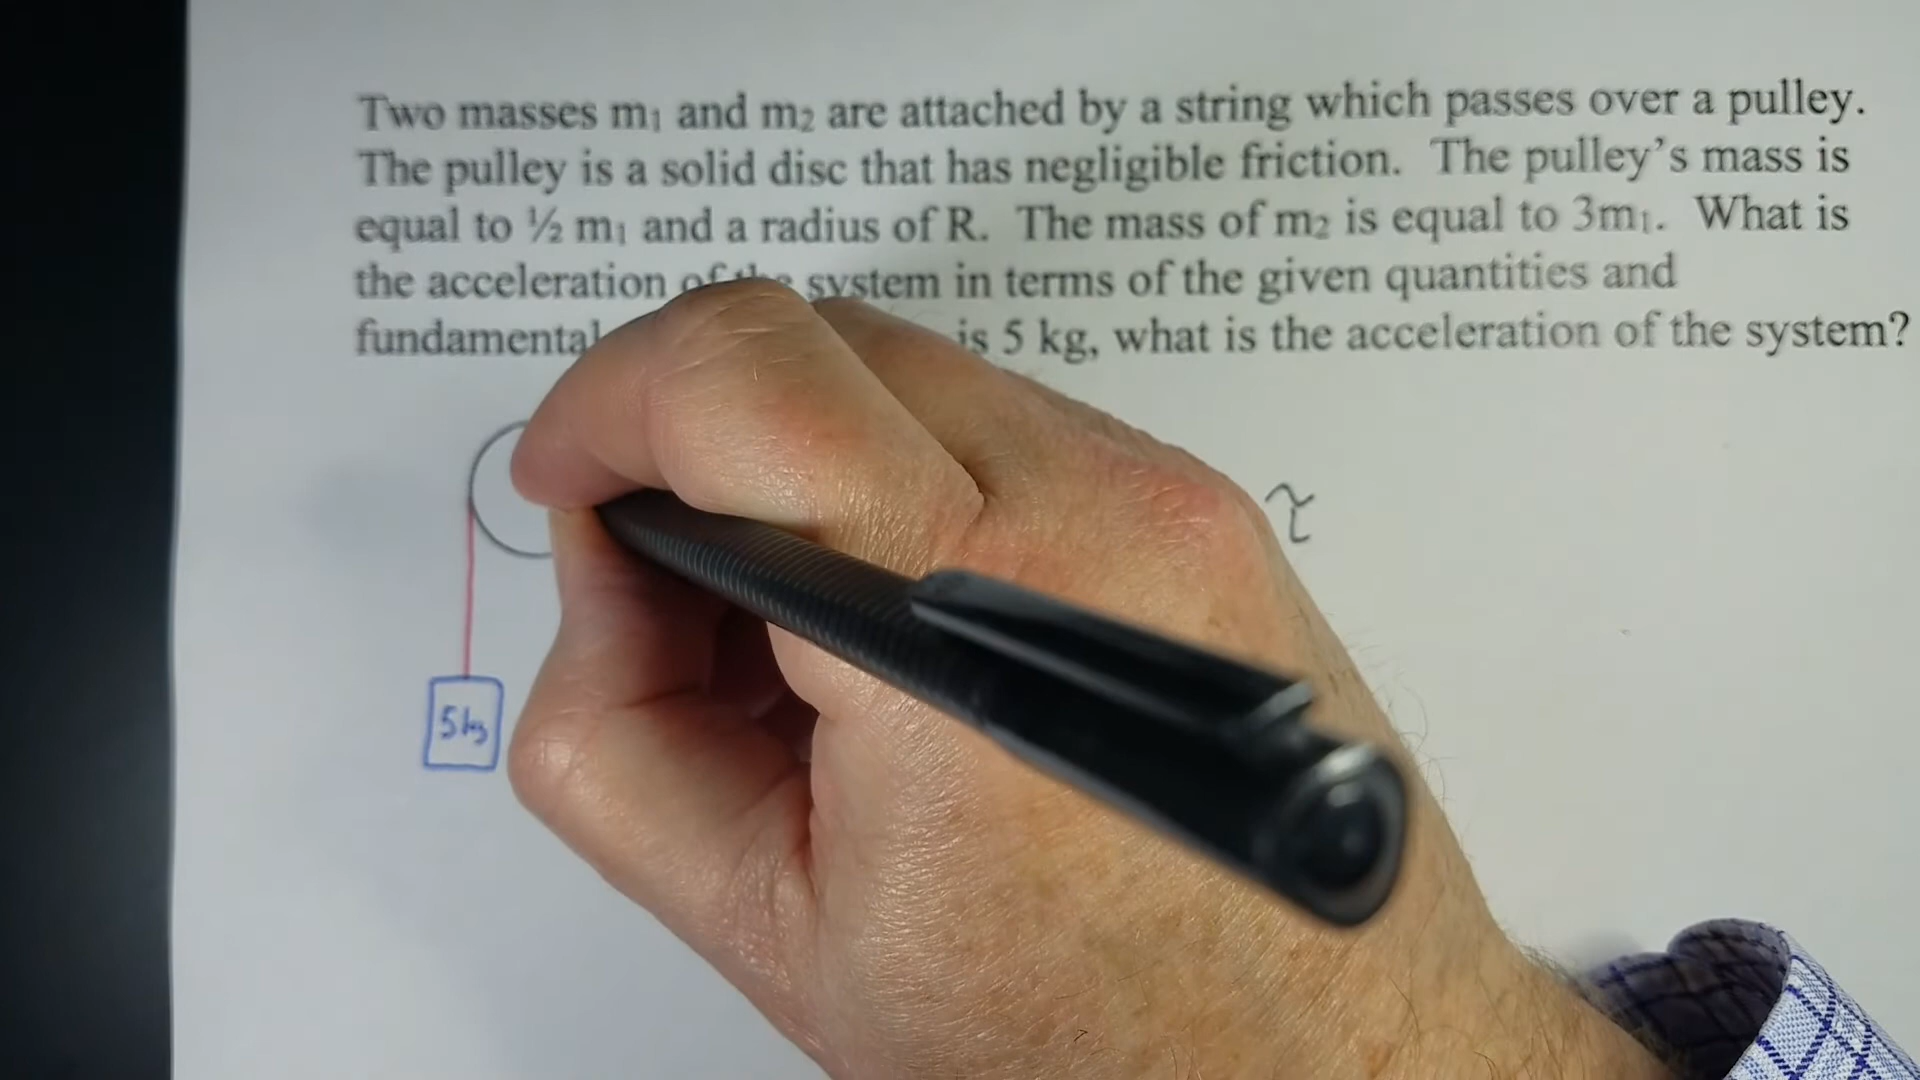 Two masses m₁ and m₂ are attached by a string which passes over a pulley.
The pulley is a solid disc that has negligible friction. The pulley's mass is
equal to ½ m₁ and a radius of R. The mass of m₂ is equal to 3m₁. What is
the acceleration of the system in terms of the given quantities and
fundamental is 5 kg, what is the acceleration of the system?
τ
5kg